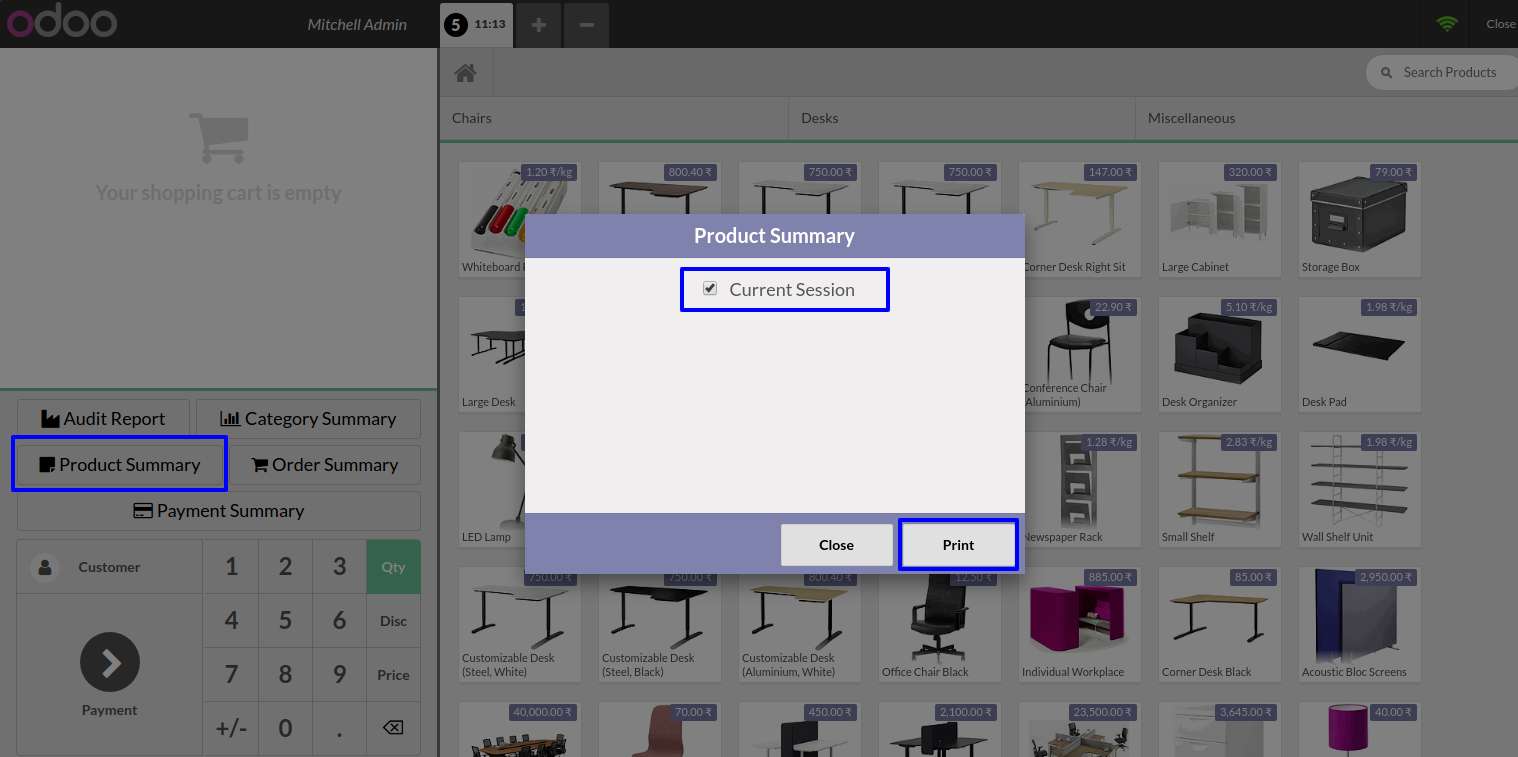 odoo
Mitchell Admin
5 11:13
+
−
Close
Search Products
Chairs
Desks
Miscellaneous
Your shopping cart is empty
1.20 ₹/kg
800.40 ₹
750.00 ₹
750.00 ₹
147.00 ₹
320.00 ₹
79.00 ₹
Whiteboard
Corner Desk Right Sit
Large Cabinet
Storage Box
Product Summary
Current Session
Close
Print
22.90 ₹
5.10 ₹/kg
1.98 ₹/kg
Large Desk
Conference Chair
(Aluminium)
Desk Organizer
Desk Pad
1.28 ₹/kg
2.83 ₹/kg
1.98 ₹/kg
LED Lamp
Newspaper Rack
Small Shelf
Wall Shelf Unit
750.00 ₹
750.00 ₹
800.40 ₹
12.50 ₹
885.00 ₹
85.00 ₹
2,950.00 ₹
Customizable Desk
(Steel, White)
Customizable Desk
(Steel, Black)
Customizable Desk
(Aluminium, White)
Office Chair Black
Individual Workplace
Corner Desk Black
Acoustic Bloc Screens
40,000.00 ₹
70.00 ₹
450.00 ₹
2,100.00 ₹
23,500.00 ₹
3,645.00 ₹
40.00 ₹
Audit Report
Category Summary
Product Summary
Order Summary
Payment Summary
Customer
Payment
1 2 3 Qty
4 5 6 Disc
7 8 9 Price
+/- 0 .